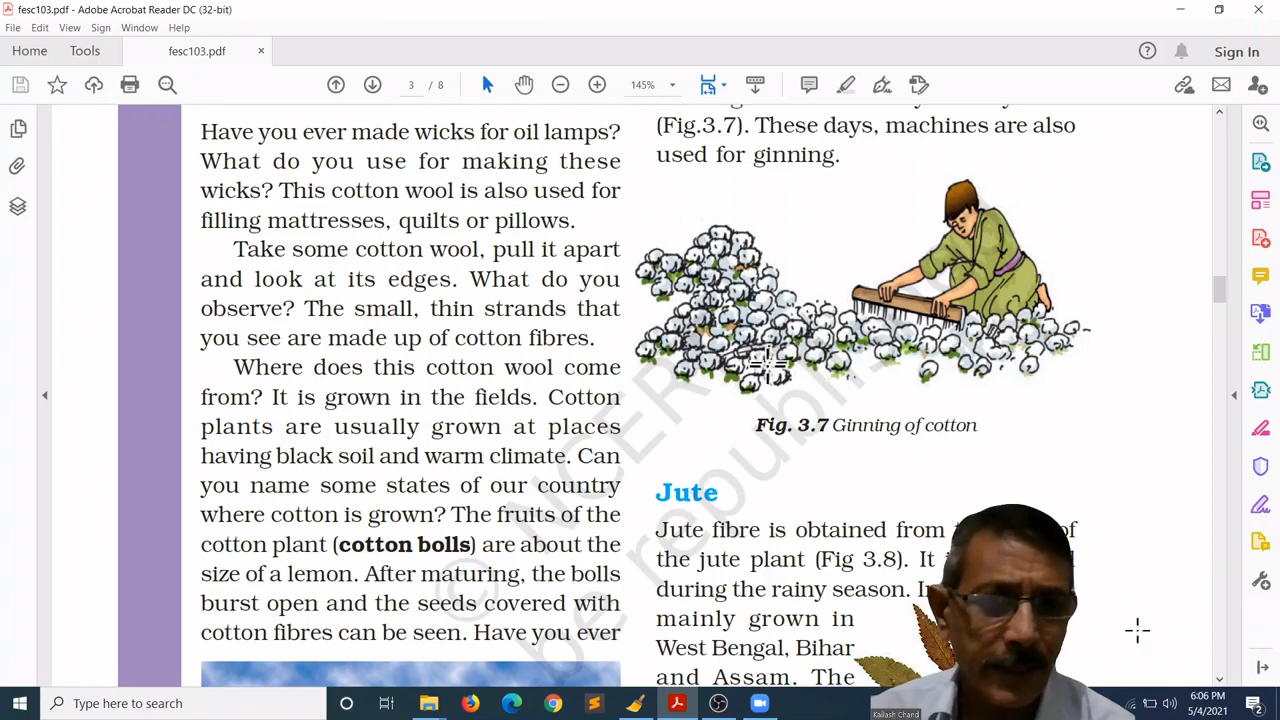 fesc103.pdf - Adobe Acrobat Reader DC (32-bit)
File Edit View Sign Window Help
Home Tools fesc103.pdf × Sign In
3 / 8 145%
Have you ever made wicks for oil lamps?
What do you use for making these
wicks? This cotton wool is also used for
filling mattresses, quilts or pillows.
Take some cotton wool, pull it apart
and look at its edges. What do you
observe? The small, thin strands that
you see are made up of cotton fibres.
Where does this cotton wool come
from? It is grown in the fields. Cotton
plants are usually grown at places
having black soil and warm climate. Can
you name some states of our country
where cotton is grown? The fruits of the
cotton plant (cotton bolls) are about the
size of a lemon. After maturing, the bolls
burst open and the seeds covered with
cotton fibres can be seen. Have you ever
(Fig.3.7). These days, machines are also
used for ginning.
Fig. 3.7 Ginning of cotton
Jute
Jute fibre is obtained from of
the jute plant (Fig 3.8). It
during the rainy season.
mainly grown in
West Bengal, Bihar
and Assam. The
© NCERT
be republis
Kailash Chand
Type here to search
6:06 PM
5/4/2021
2